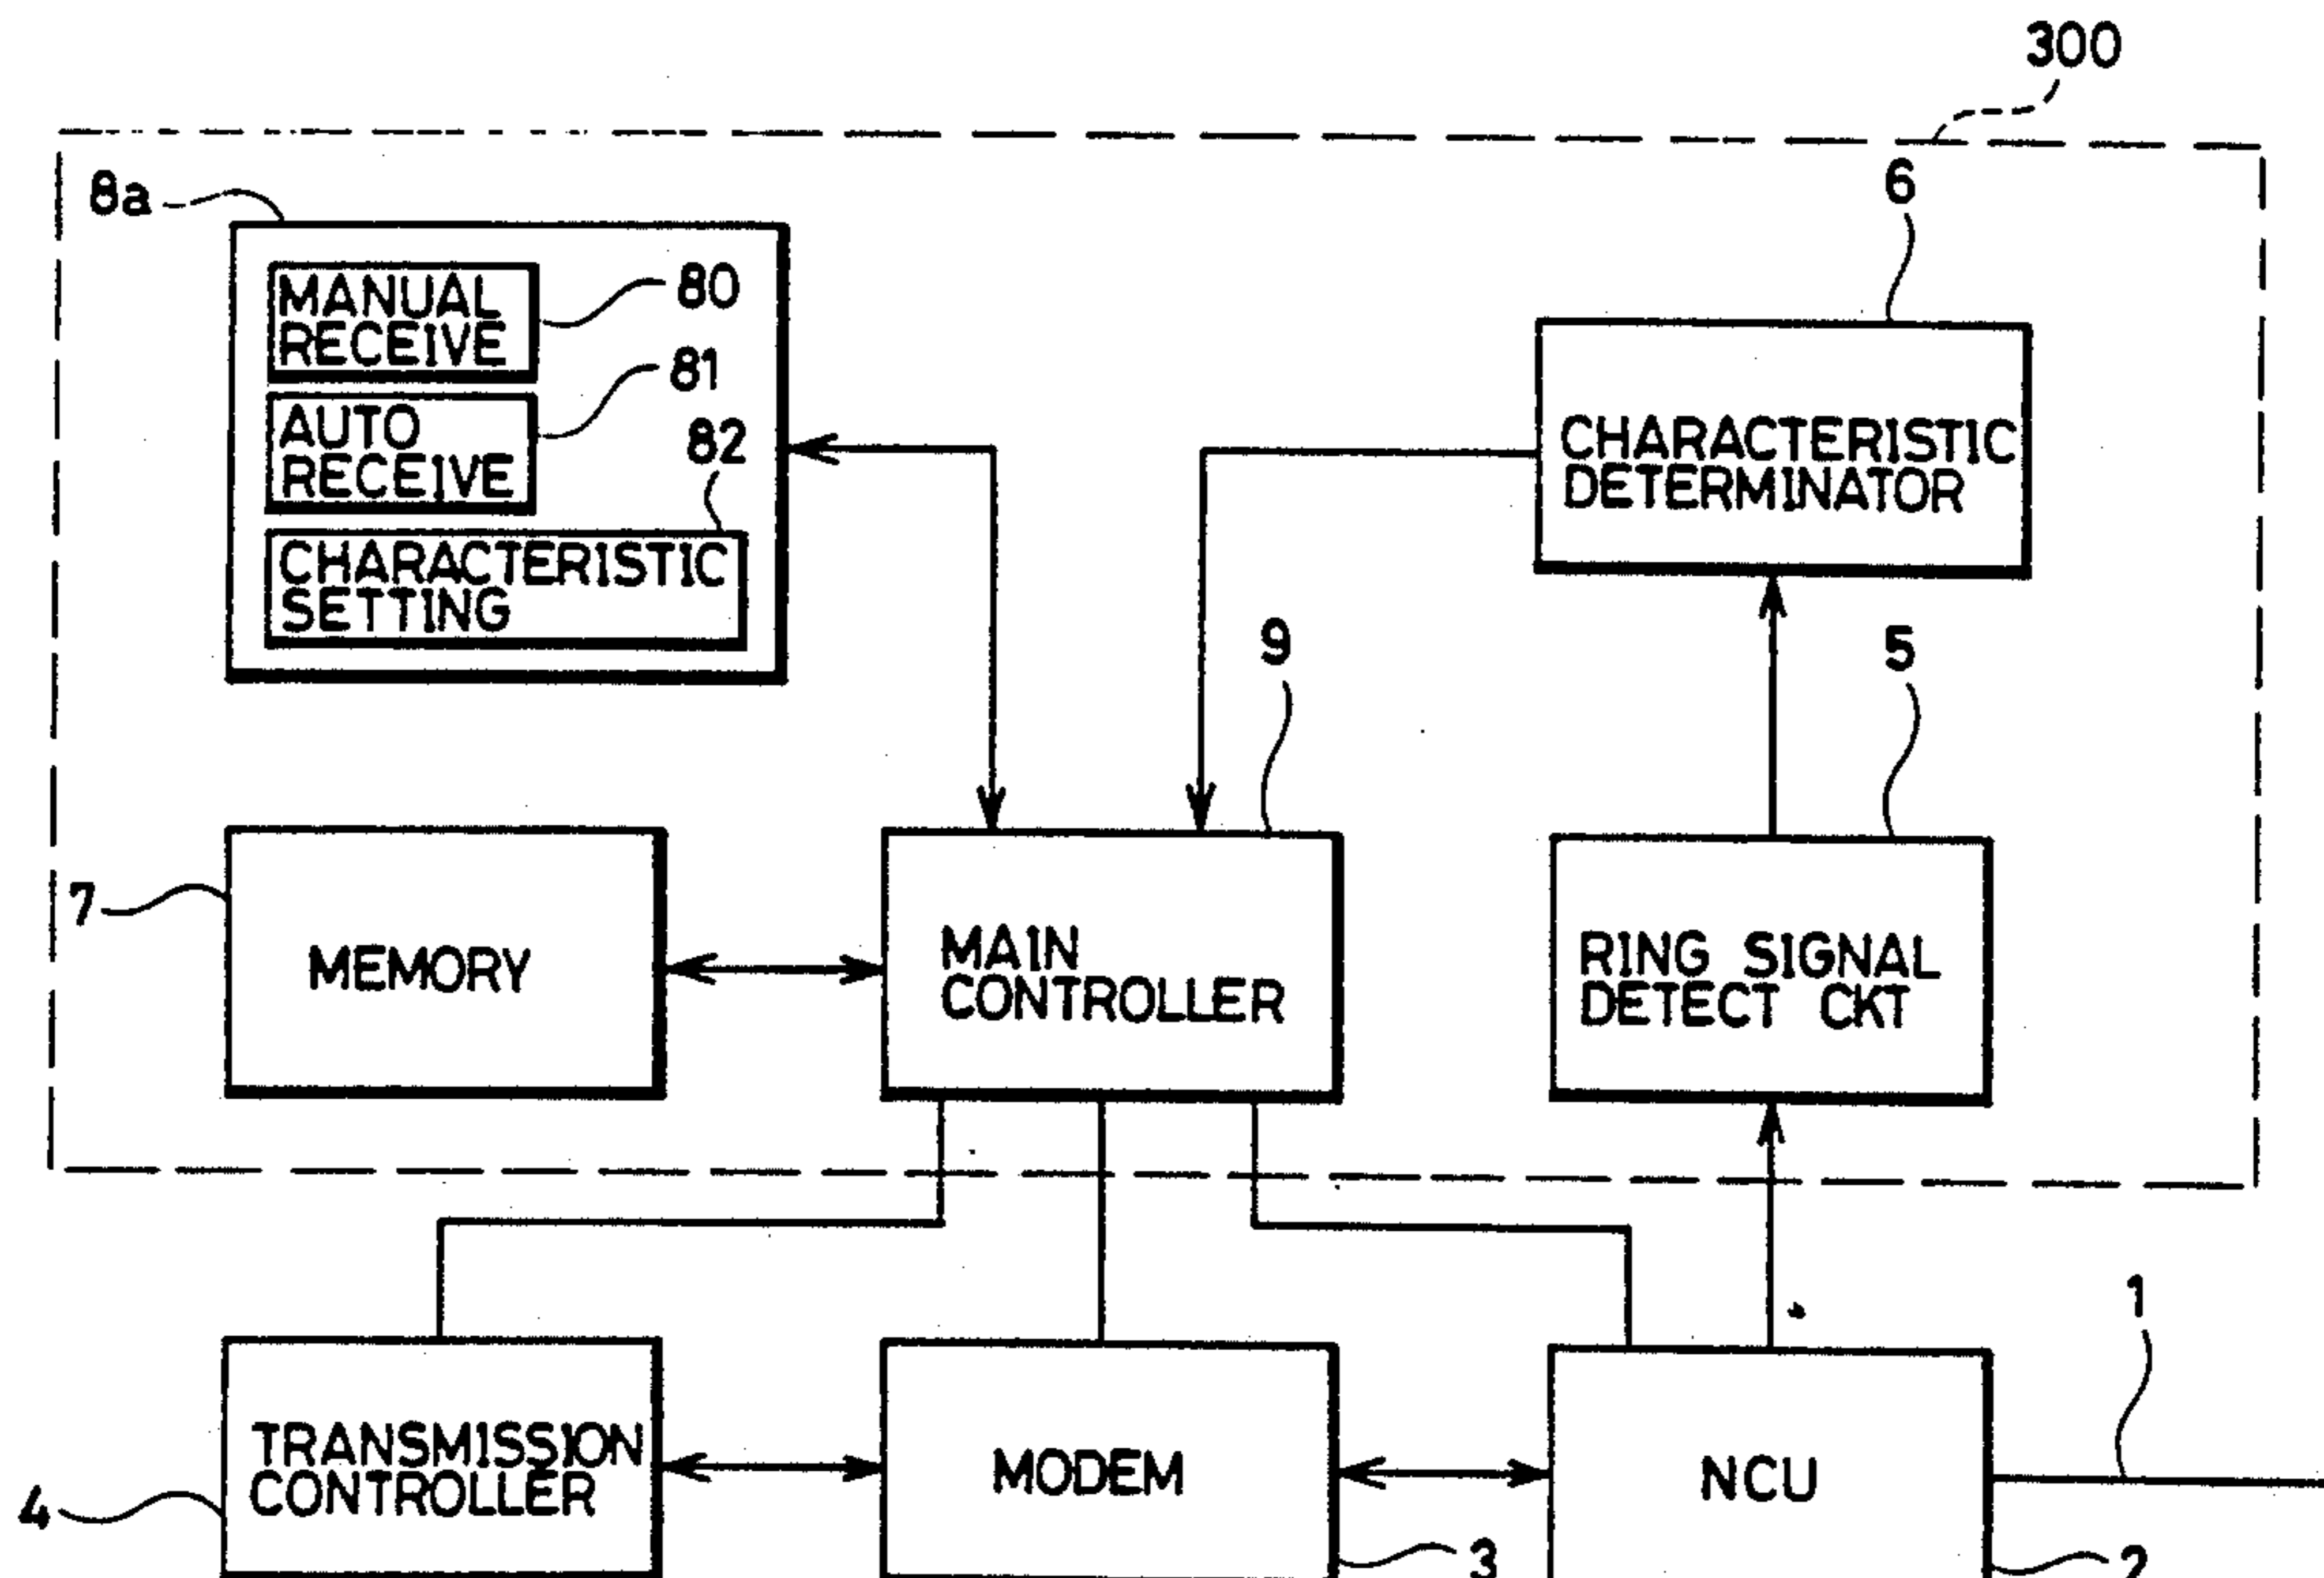 300
8a
6
MANUAL
RECEIVE
80
AUTO
RECEIVE
81
82
CHARACTERISTIC
SETTING
CHARACTERISTIC
DETERMINATOR
9
5
7
MEMORY
MAIN
CONTROLLER
RING SIGNAL
DETECT CKT
1
TRANSMISSION
CONTROLLER
MODEM
NCU
4
3
2